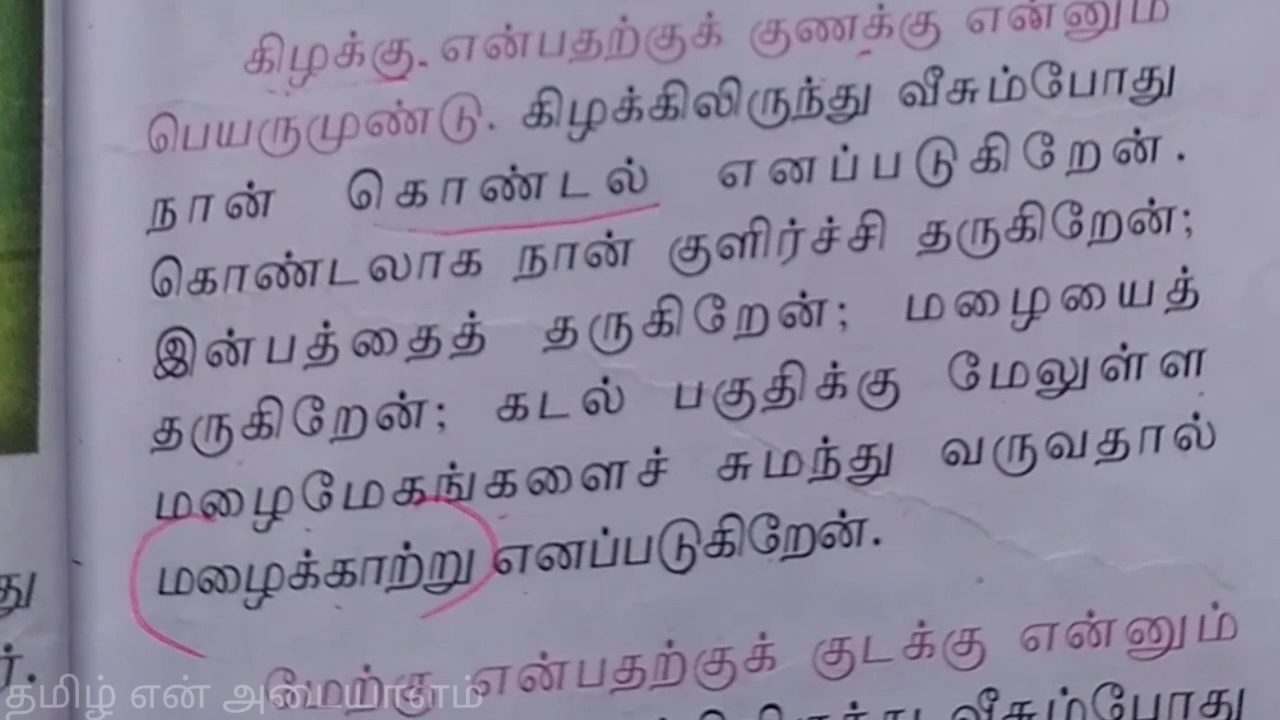 கிழக்கு என்பதற்குக் குணக்கு என்னும்
பெயருமுண்டு. கிழக்கிலிருந்து வீசும்போது
நான் கொண்டல் எனப்படுகிறேன்.
கொண்டலாக நான் குளிர்ச்சி தருகிறேன்;
இன்பத்தைத் தருகிறேன்; மழையைத்
தருகிறேன்; கடல் பகுதிக்கு மேலுள்ள
மழைமேகங்களைச் சுமந்து வருவதால்
மழைக்காற்று எனப்படுகிறேன்.
மேற்கு என்பதற்குக் குடக்கு என்னும்
வீசும்போது
து
ர்.
தமிழ் என் அடையாளம்